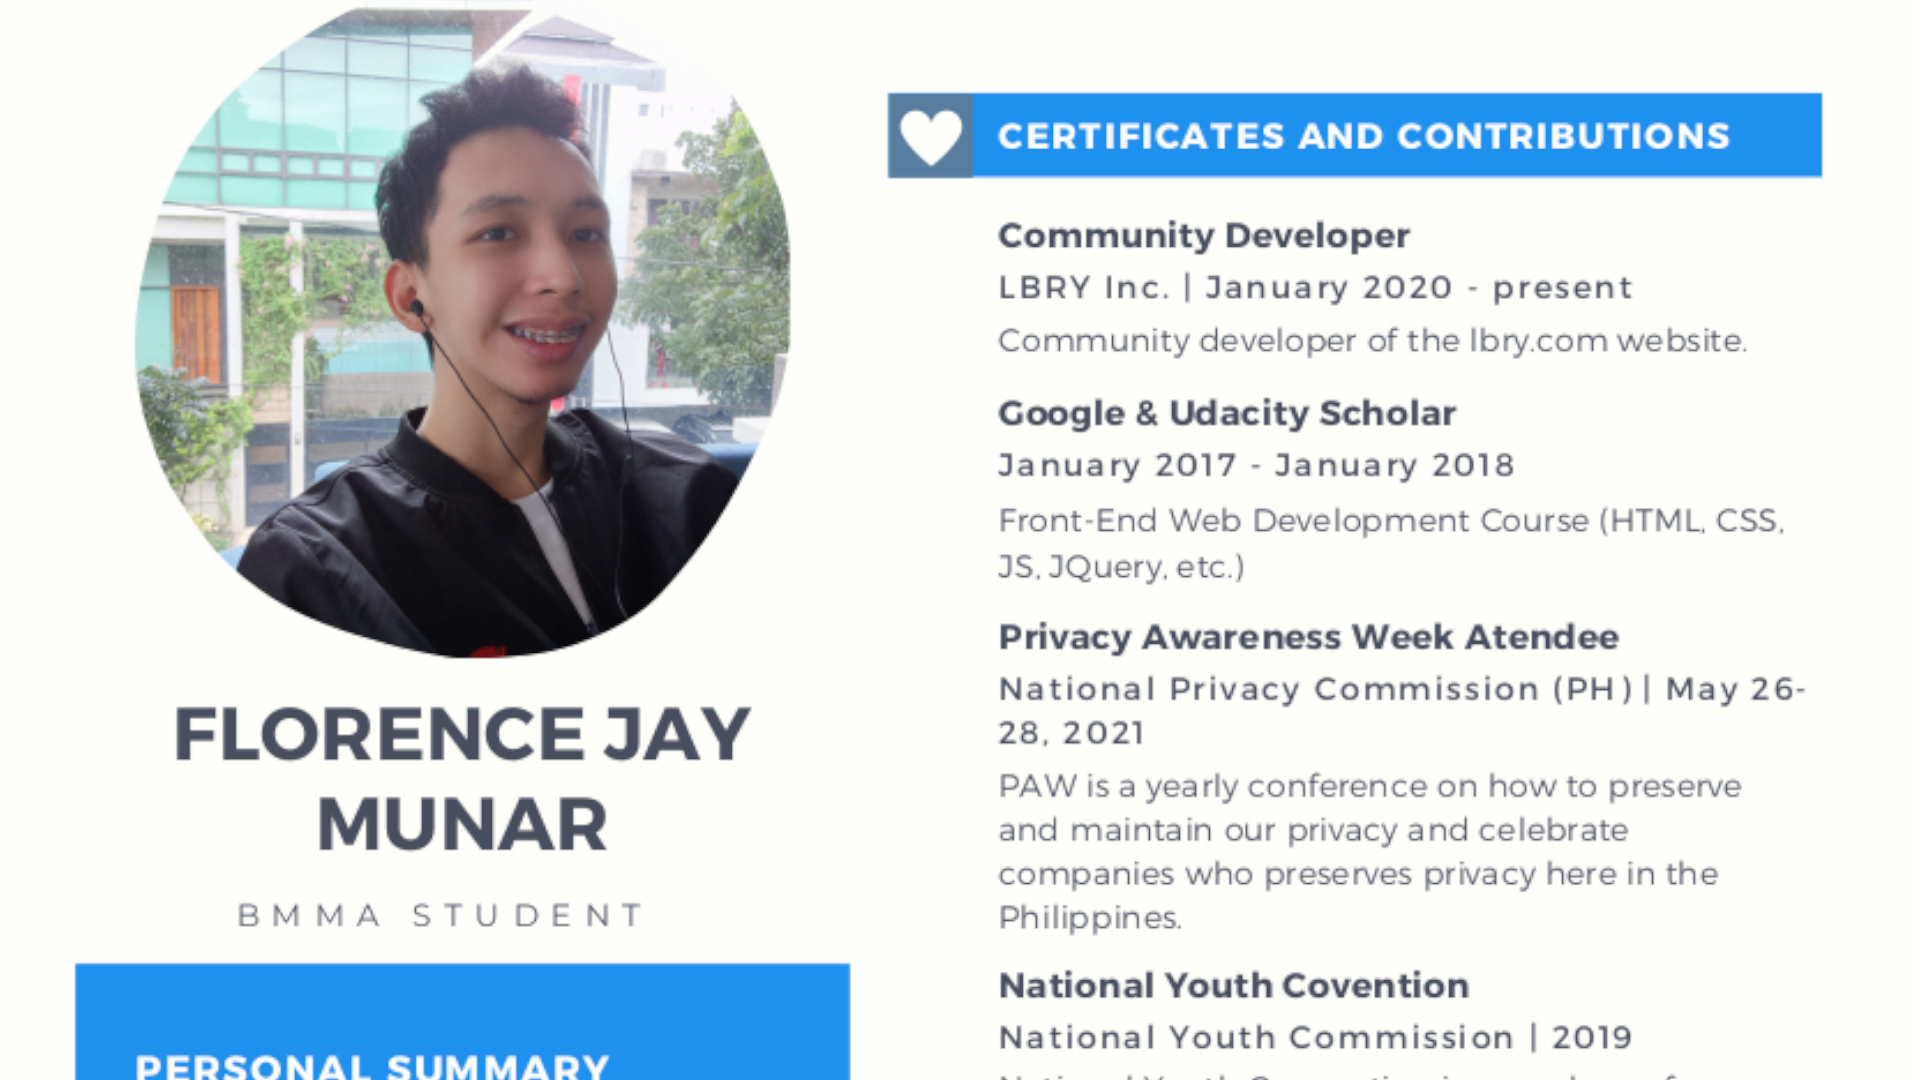 FLORENCE JAY
MUNAR
BMMA STUDENT
PERSONAL SUMMARY
CERTIFICATES AND CONTRIBUTIONS
Community Developer
LBRY Inc. | January 2020 - present
Community developer of the lbry.com website.
Google & Udacity Scholar
January 2017 - January 2018
Front-End Web Development Course (HTML, CSS,
JS, JQuery, etc.)
Privacy Awareness Week Atendee
National Privacy Commission (PH) | May 26-
28, 2021
PAW is a yearly conference on how to preserve
and maintain our privacy and celebrate
companies who preserves privacy here in the
Philippines.
National Youth Covention
National Youth Commission | 2019